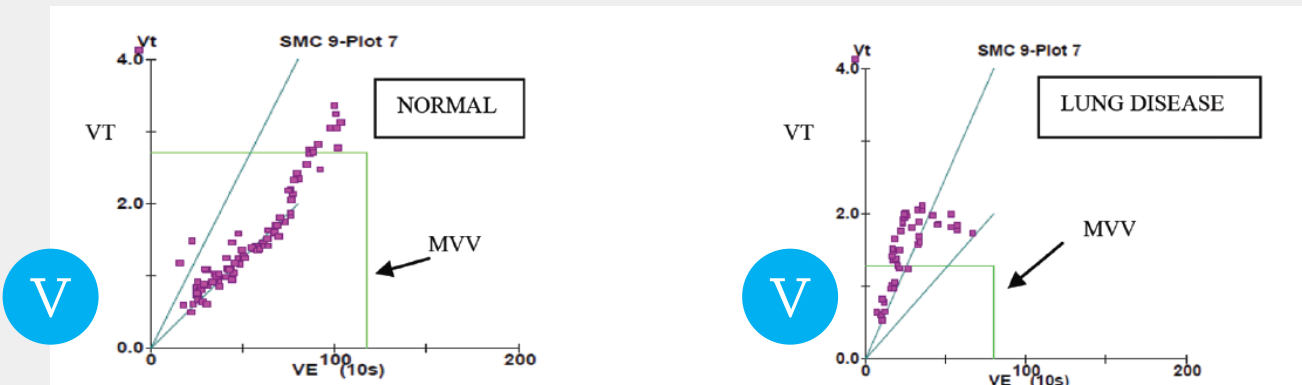 Vt
SMC 9-Plot 7
4.0
NORMAL
VT
2.0
MVV
V
0.0
0
100
200
VE (10s)
Vt
SMC 9-Plot 7
4.0
LUNG DISEASE
VT
2.0
MVV
V
0.0
0
100
200
VE (10s)